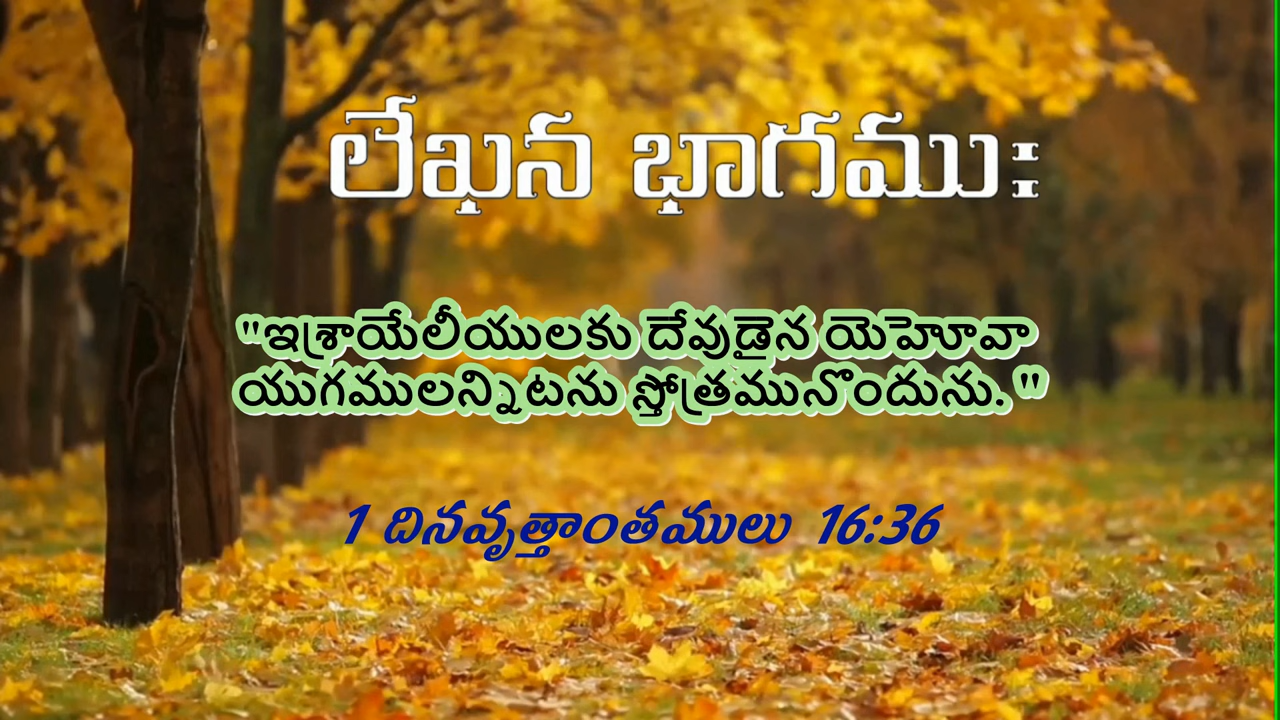 లేఖన భాగము:
"ఇశ్రాయేలీయులకు దేవుడైన యెహోవా
యుగములన్నిటను స్తోత్రమునొందును. "
1 దినవృత్తాంతములు 16:36